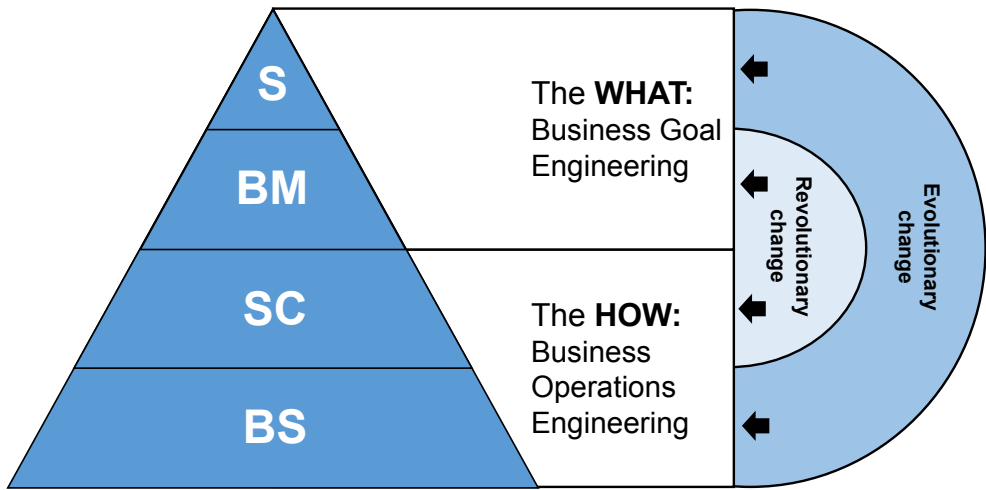 S
BM
SC
BS
The WHAT:
Business Goal
Engineering
The HOW:
Business
Operations
Engineering
Revolutionary
change
Evolutionary
change